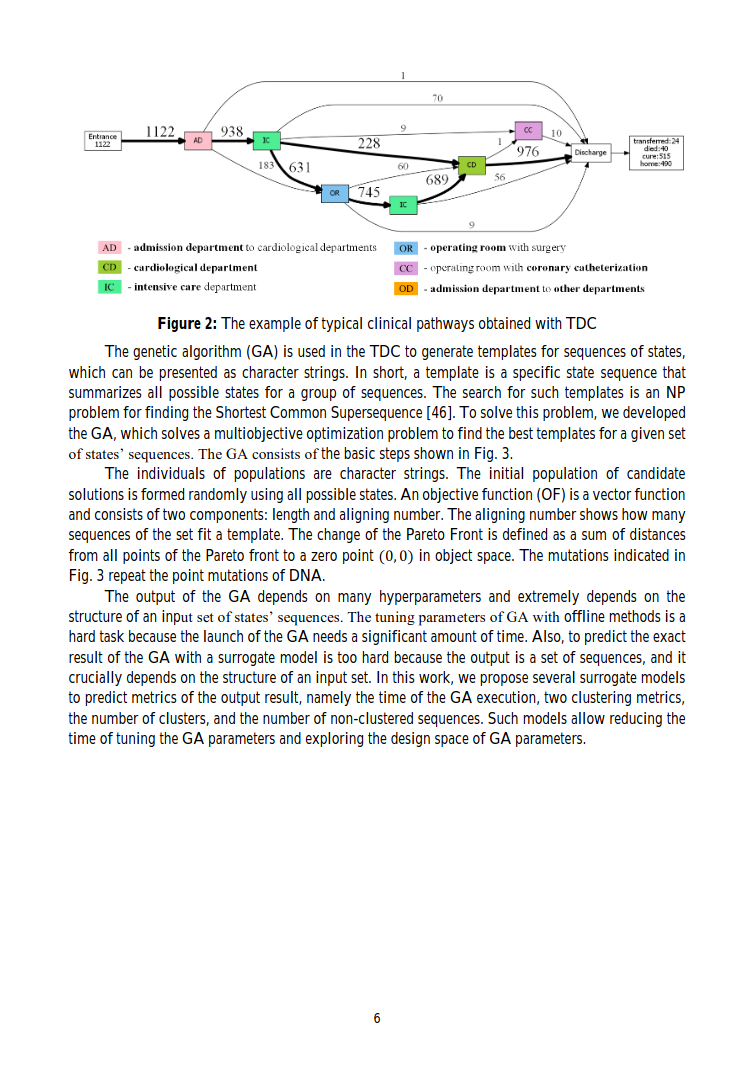 1
70
9
1122
938
228
1
10
Entrance
1122
AD
IC
CC
976
Discharge
transferred:24
died:40
cure:515
home:490
183
631
60
CD
689
56
OR
745
IC
9
AD - admission department to cardiological departments
OR - operating room with surgery
CD - cardiological department
CC - operating room with coronary catheterization
IC - intensive care department
OD - admission department to other departments
Figure 2: The example of typical clinical pathways obtained with TDC
The genetic algorithm (GA) is used in the TDC to generate templates for sequences of states,
which can be presented as character strings. In short, a template is a specific state sequence that
summarizes all possible states for a group of sequences. The search for such templates is an NP
problem for finding the Shortest Common Supersequence [46]. To solve this problem, we developed
the GA, which solves a multiobjective optimization problem to find the best templates for a given set
of states’ sequences. The GA consists of the basic steps shown in Fig. 3.
The individuals of populations are character strings. The initial population of candidate
solutions is formed randomly using all possible states. An objective function (OF) is a vector function
and consists of two components: length and aligning number. The aligning number shows how many
sequences of the set fit a template. The change of the Pareto Front is defined as a sum of distances
from all points of the Pareto front to a zero point (0, 0) in object space. The mutations indicated in
Fig. 3 repeat the point mutations of DNA.
The output of the GA depends on many hyperparameters and extremely depends on the
structure of an input set of states’ sequences. The tuning parameters of GA with offline methods is a
hard task because the launch of the GA needs a significant amount of time. Also, to predict the exact
result of the GA with a surrogate model is too hard because the output is a set of sequences, and it
crucially depends on the structure of an input set. In this work, we propose several surrogate models
to predict metrics of the output result, namely the time of the GA execution, two clustering metrics,
the number of clusters, and the number of non-clustered sequences. Such models allow reducing the
time of tuning the GA parameters and exploring the design space of GA parameters.
6